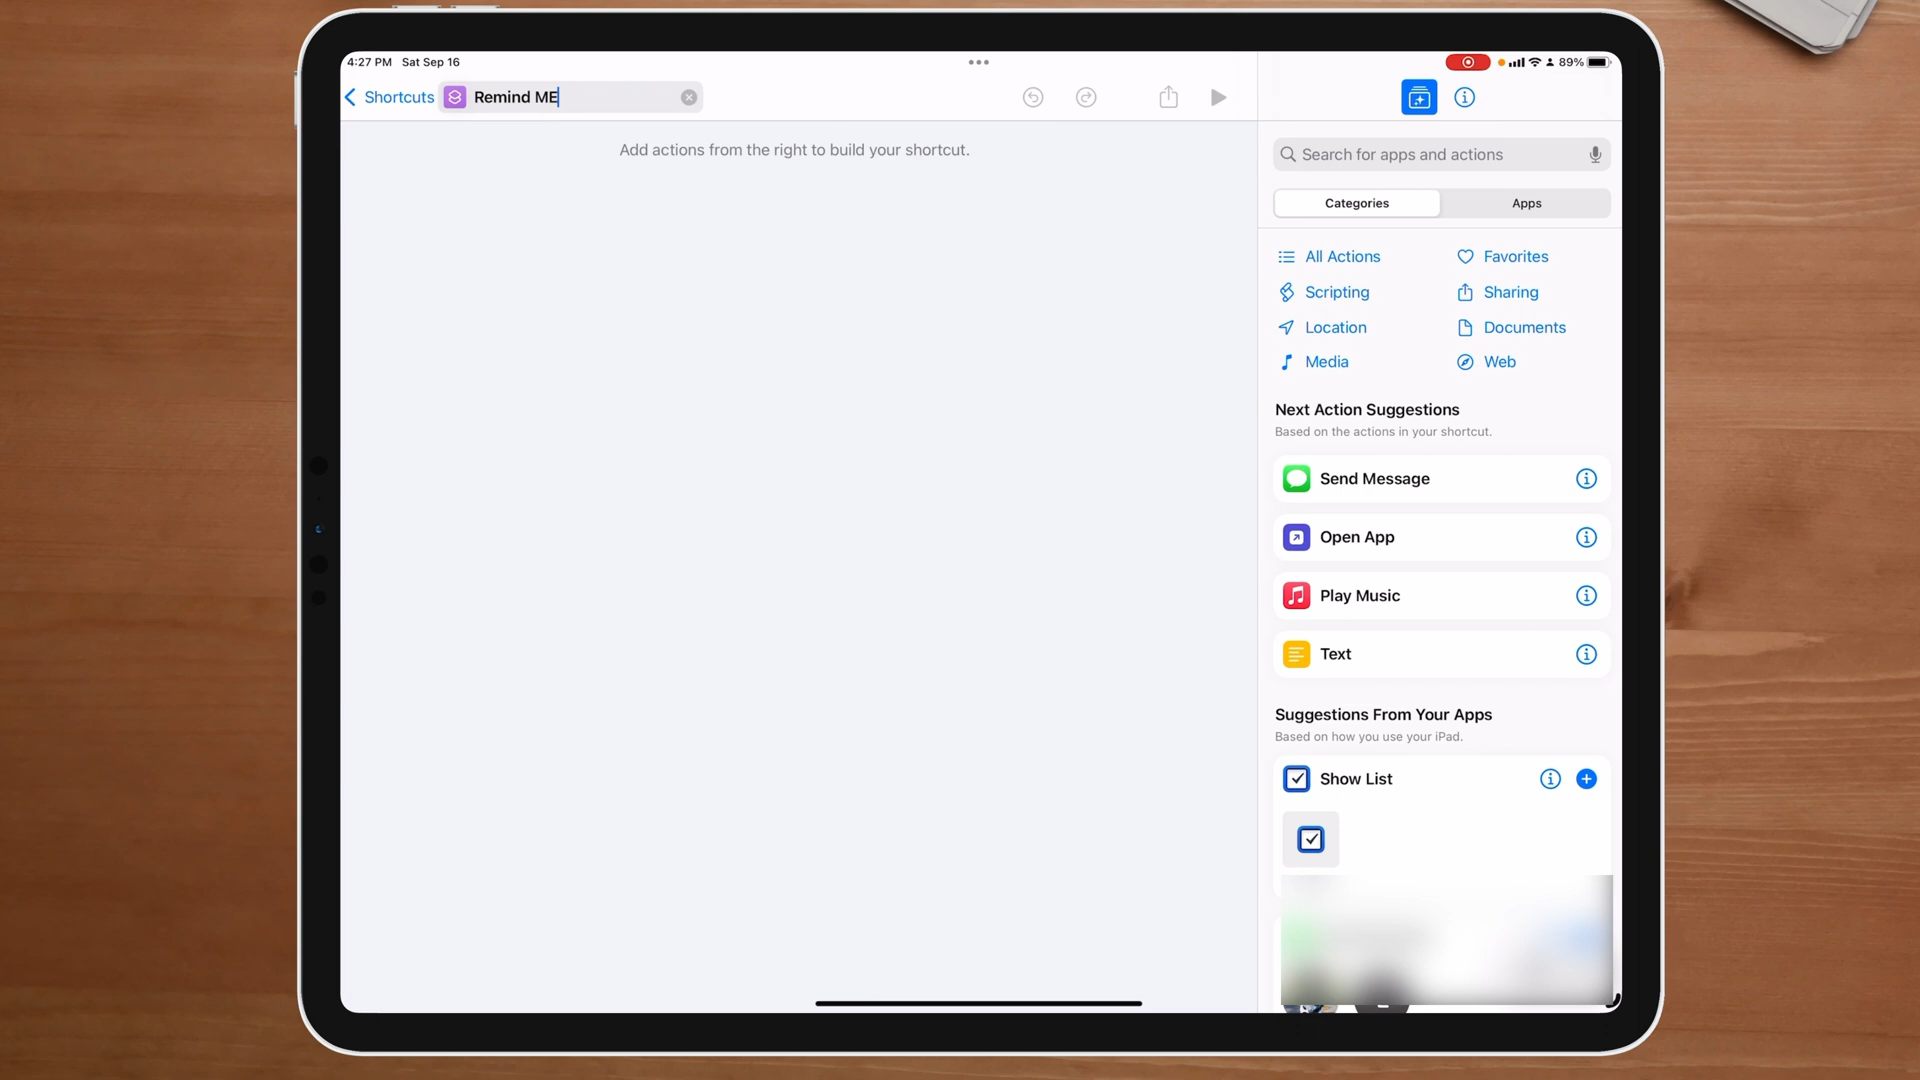 4:27 PM Sat Sep 16
89%
Shortcuts
Remind ME
Add actions from the right to build your shortcut.
Search for apps and actions
Categories
Apps
All Actions
Favorites
Scripting
Sharing
Location
Documents
Media
Web
Next Action Suggestions
Based on the actions in your shortcut.
Send Message
Open App
Play Music
Text
Suggestions From Your Apps
Based on how you use your iPad.
Show List